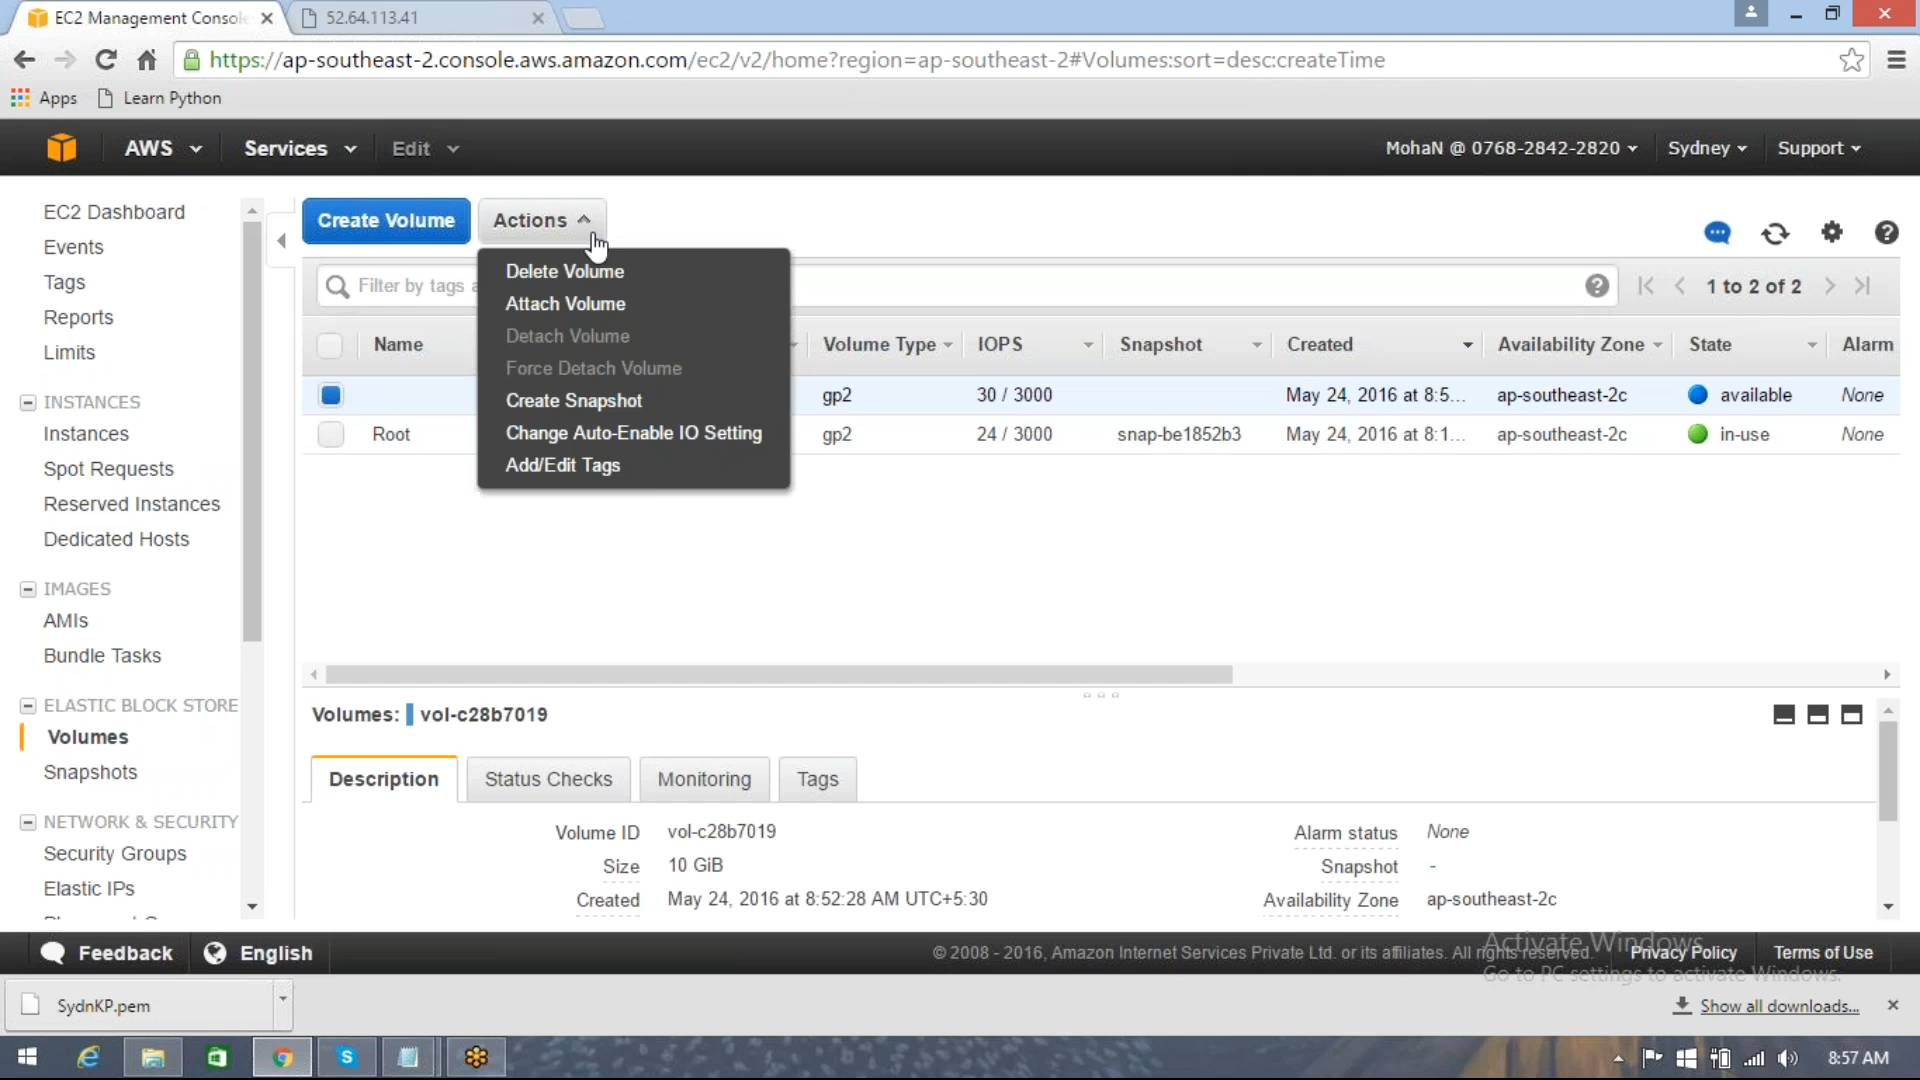 EC2 Management Console
52.64.113.41
https://ap-southeast-2.console.aws.amazon.com/ec2/v2/home?region=ap-southeast-2#Volumes:sort=desc:createTime
Apps
Learn Python
AWS
Services
Edit
MohaN @ 0768-2842-2820
Sydney
Support
EC2 Dashboard
Events
Tags
Reports
Limits
INSTANCES
Instances
Spot Requests
Reserved Instances
Dedicated Hosts
IMAGES
AMIs
Bundle Tasks
ELASTIC BLOCK STORE
Volumes
Snapshots
NETWORK & SECURITY
Security Groups
Elastic IPs
Create Volume
Actions
Delete Volume
Attach Volume
Detach Volume
Force Detach Volume
Create Snapshot
Change Auto-Enable IO Setting
Add/Edit Tags
Filter by tags
1 to 2 of 2
Name Volume Type IOPS Snapshot Created Availability Zone State Alarm
gp2 30 / 3000 May 24, 2016 at 8:5... ap-southeast-2c available None
Root gp2 24 / 3000 snap-be1852b3 May 24, 2016 at 8:1... ap-southeast-2c in-use None
Volumes: vol-c28b7019
Description
Status Checks
Monitoring
Tags
Volume ID vol-c28b7019
Size 10 GiB
Created May 24, 2016 at 8:52:28 AM UTC+5:30
Alarm status None
Snapshot -
Availability Zone ap-southeast-2c
Feedback
English
© 2008 - 2016, Amazon Internet Services Private Ltd. or its affiliates. All rights reserved.
Privacy Policy
Terms of Use
Activate Windows
Go to PC settings to activate Windows.
SydnKP.pem
Show all downloads...
8:57 AM